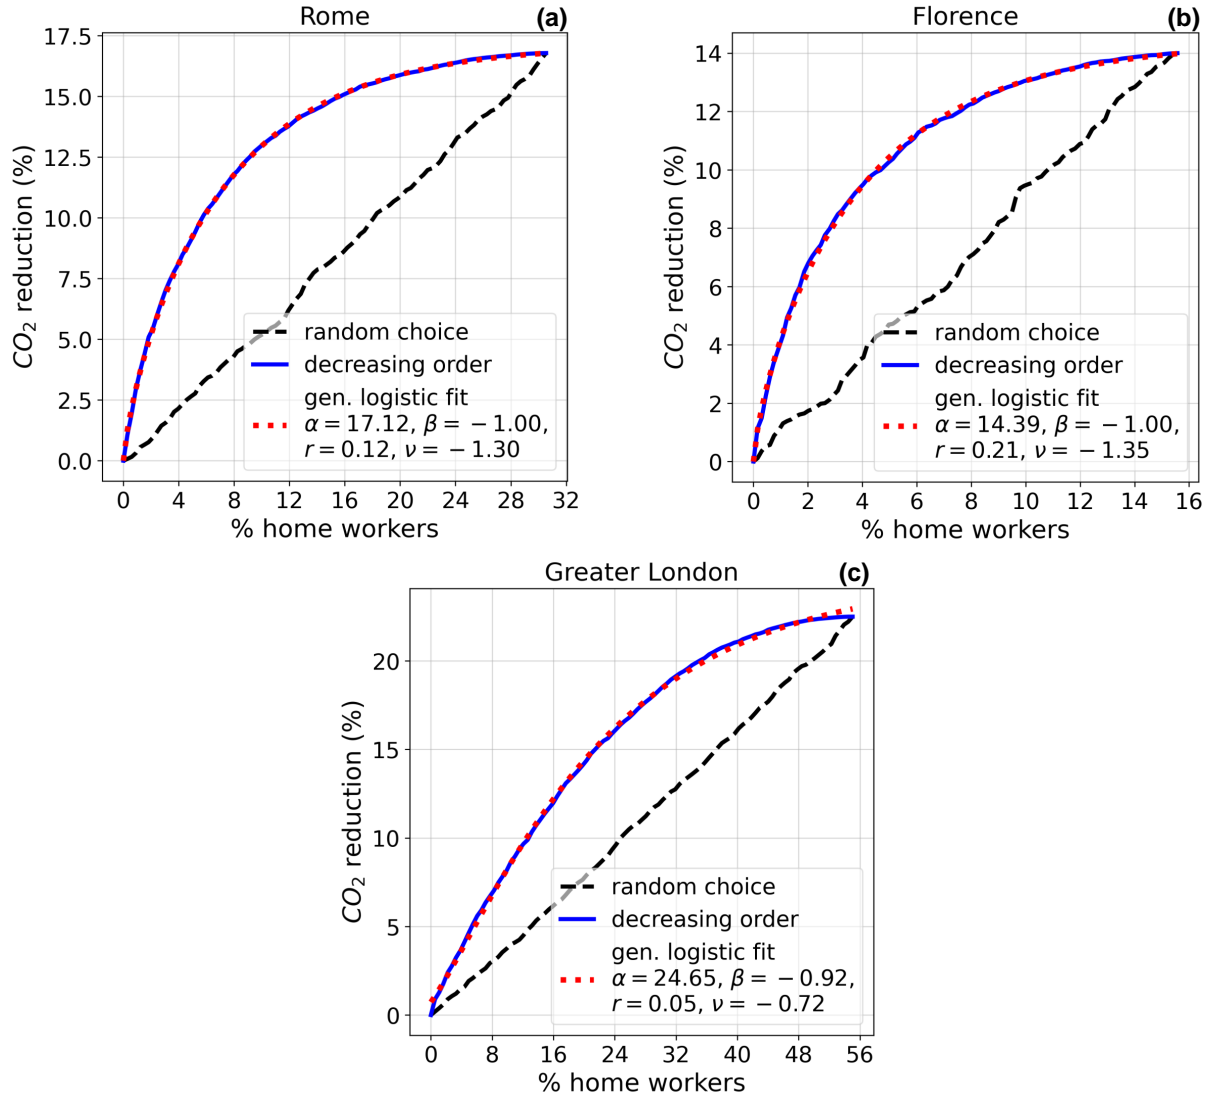 Rome
(a)
17.5
15.0
12.5
10.0
7.5
5.0
2.5
0.0
CO₂ reduction (%)
random choice
decreasing order
gen. logistic fit
α = 17.12, β = −1.00,
r = 0.12, ν = −1.30
0 4 8 12 16 20 24 28 32
% home workers
Florence
(b)
14
12
10
8
6
4
2
0
CO₂ reduction (%)
random choice
decreasing order
gen. logistic fit
α = 14.39, β = −1.00,
r = 0.21, ν = −1.35
0 2 4 6 8 10 12 14 16
% home workers
Greater London
(c)
20
15
10
5
0
CO₂ reduction (%)
random choice
decreasing order
gen. logistic fit
α = 24.65, β = −0.92,
r = 0.05, ν = −0.72
0 8 16 24 32 40 48 56
% home workers